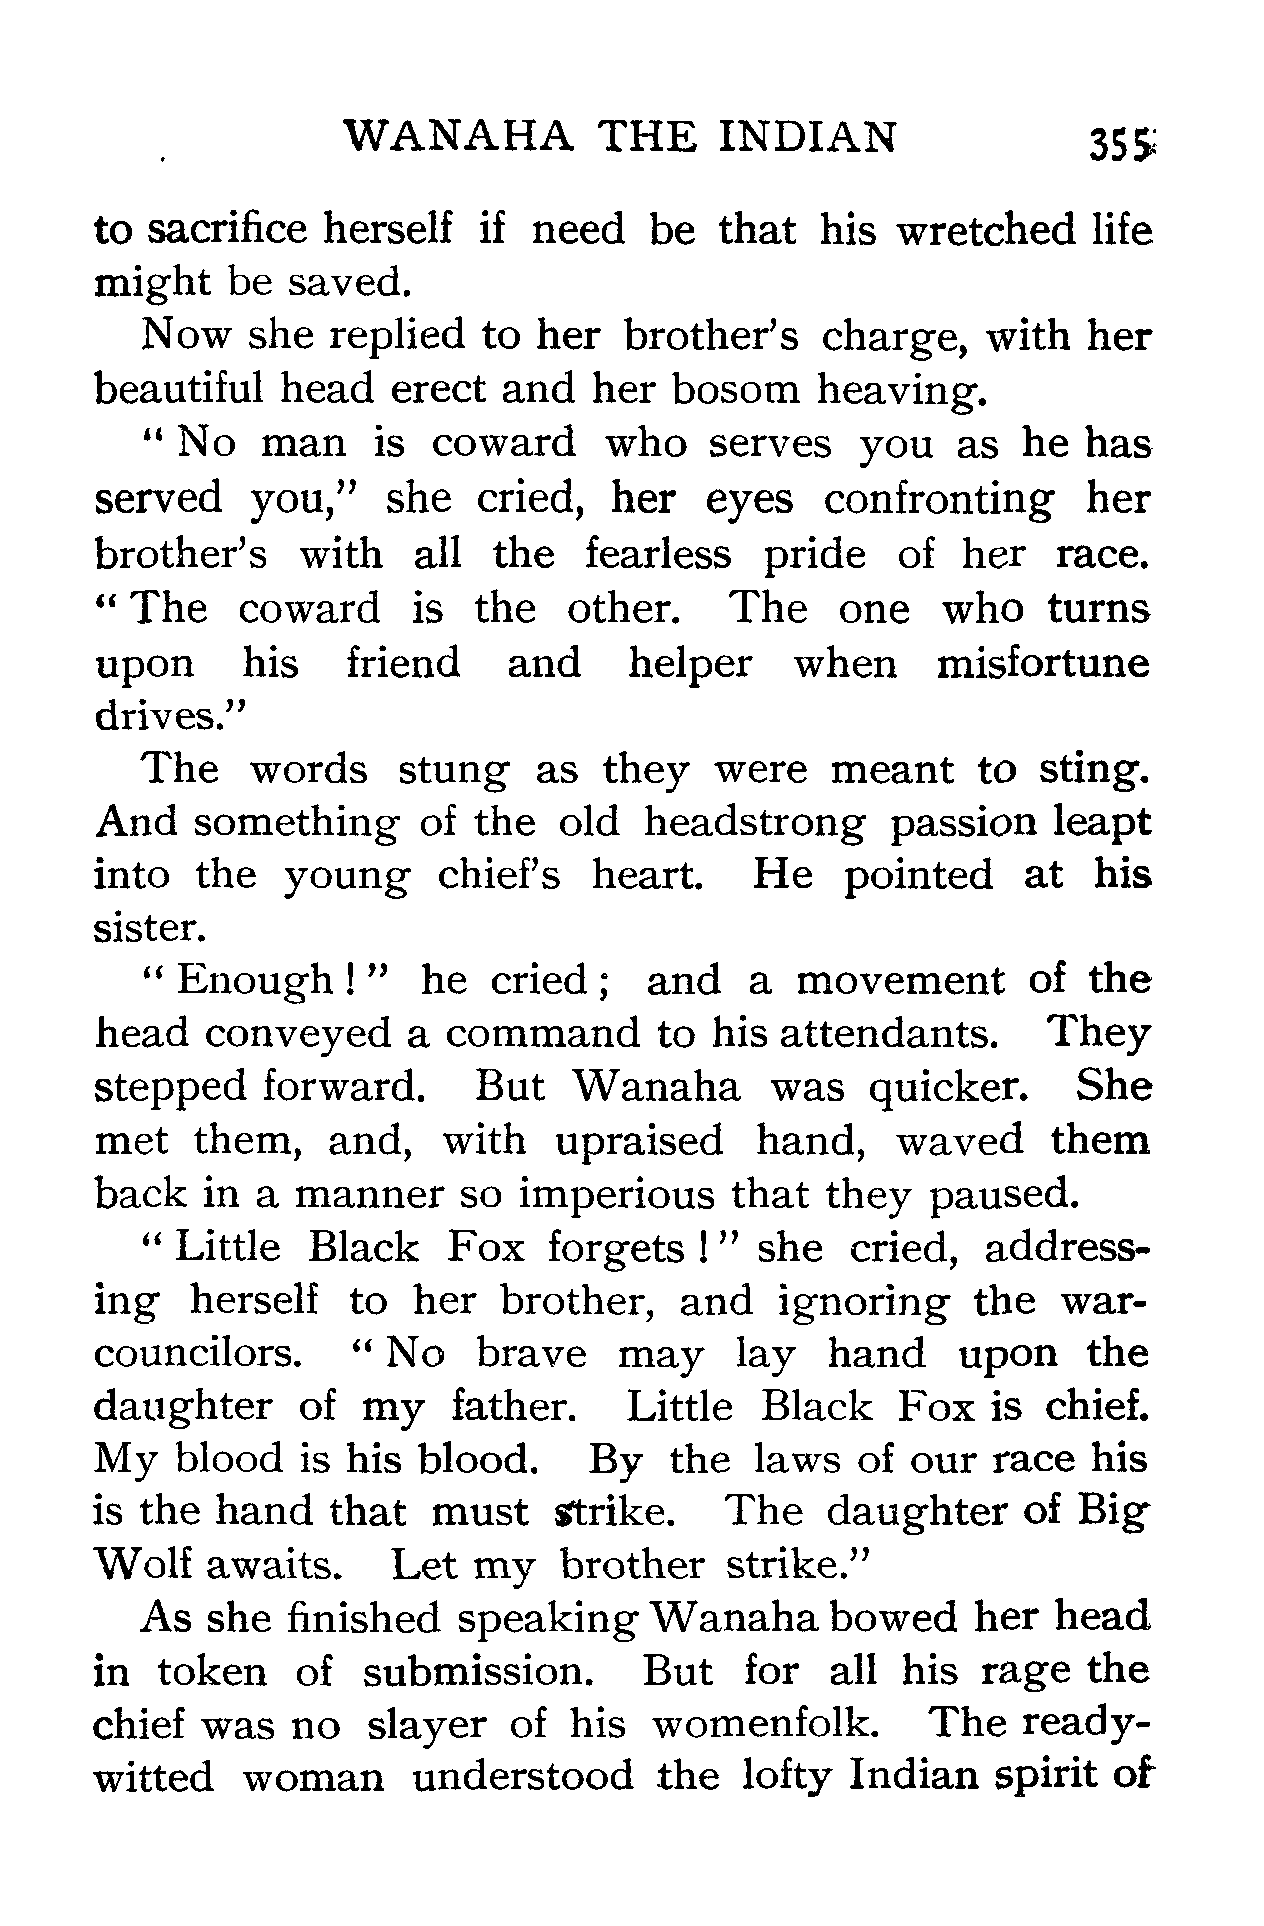 WANAHA THE INDIAN 355
to sacrifice herself if need be that his wretched life
might be saved.
Now she replied to her brother's charge, with her
beautiful head erect and her bosom heaving.
" No man is coward who serves you as he has
served you," she cried, her eyes confronting her
brother's with all the fearless pride of her race.
" The coward is the other. The one who turns
upon his friend and helper when misfortune
drives."
The words stung as they were meant to sting.
And something of the old headstrong passion leapt
into the young chief's heart. He pointed at his
sister.
" Enough ! " he cried ; and a movement of the
head conveyed a command to his attendants. They
stepped forward. But Wanaha was quicker. She
met them, and, with upraised hand, waved them
back in a manner so imperious that they paused.
" Little Black Fox forgets ! " she cried, address-
ing herself to her brother, and ignoring the war-
councilors. " No brave may lay hand upon the
daughter of my father. Little Black Fox is chief.
My blood is his blood. By the laws of our race his
is the hand that must strike. The daughter of Big
Wolf awaits. Let my brother strike."
As she finished speaking Wanaha bowed her head
in token of submission. But for all his rage the
chief was no slayer of his womenfolk. The ready-
witted woman understood the lofty Indian spirit of